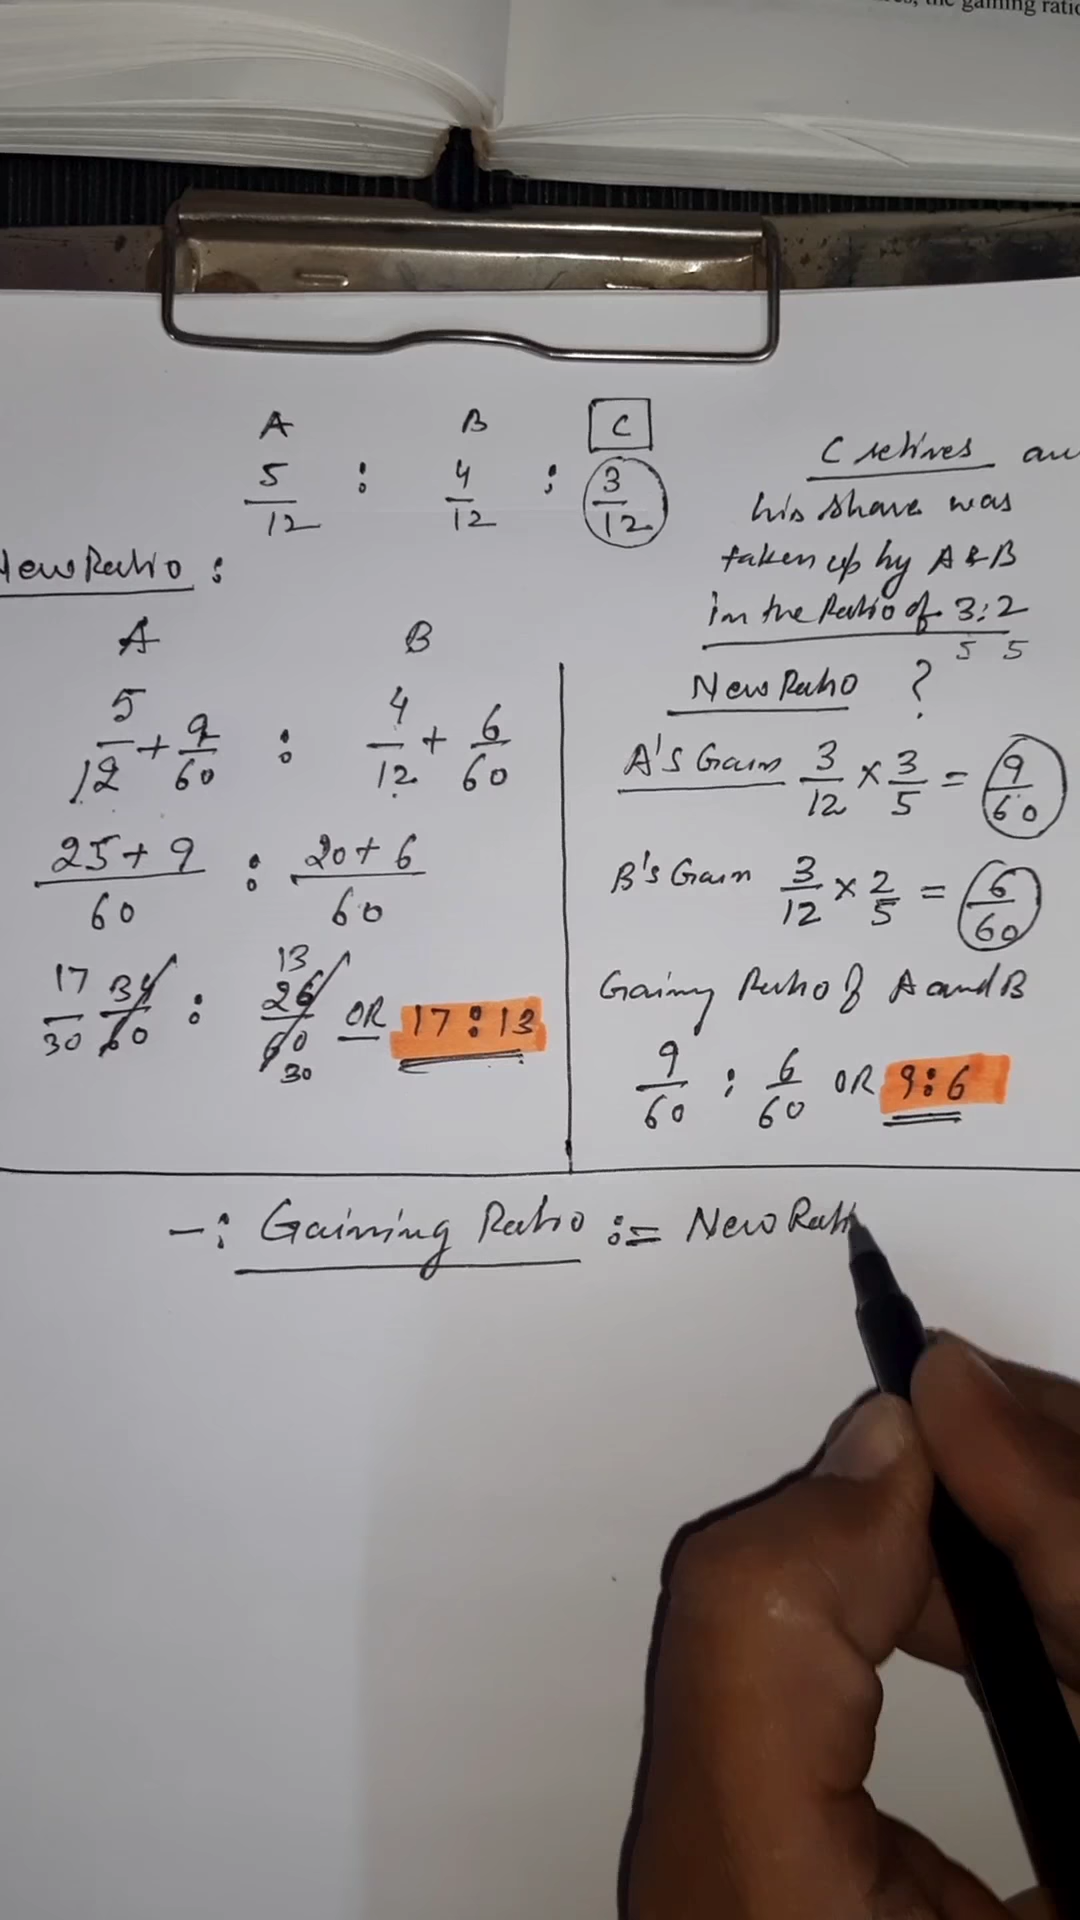 the gaining ratio
A B C
5/12 : 4/12 : 3/12
C retires
his share was
taken up by A & B
in the Ratio of 3:2
5 5
New Ratio ?
A's Gain 3/12 × 3/5 = 9/60
B's Gain 3/12 × 2/5 = 6/60
Gaining Ratio of A and B
9/60 : 6/60 OR 9:6
New Ratio :
A B
5/12 + 9/60 : 4/12 + 6/60
25 + 9/60 : 20 + 6/60
17/30 34/60 : 13 26/60 30 OR 17 : 13
-: Gaining Ratio := New Rati